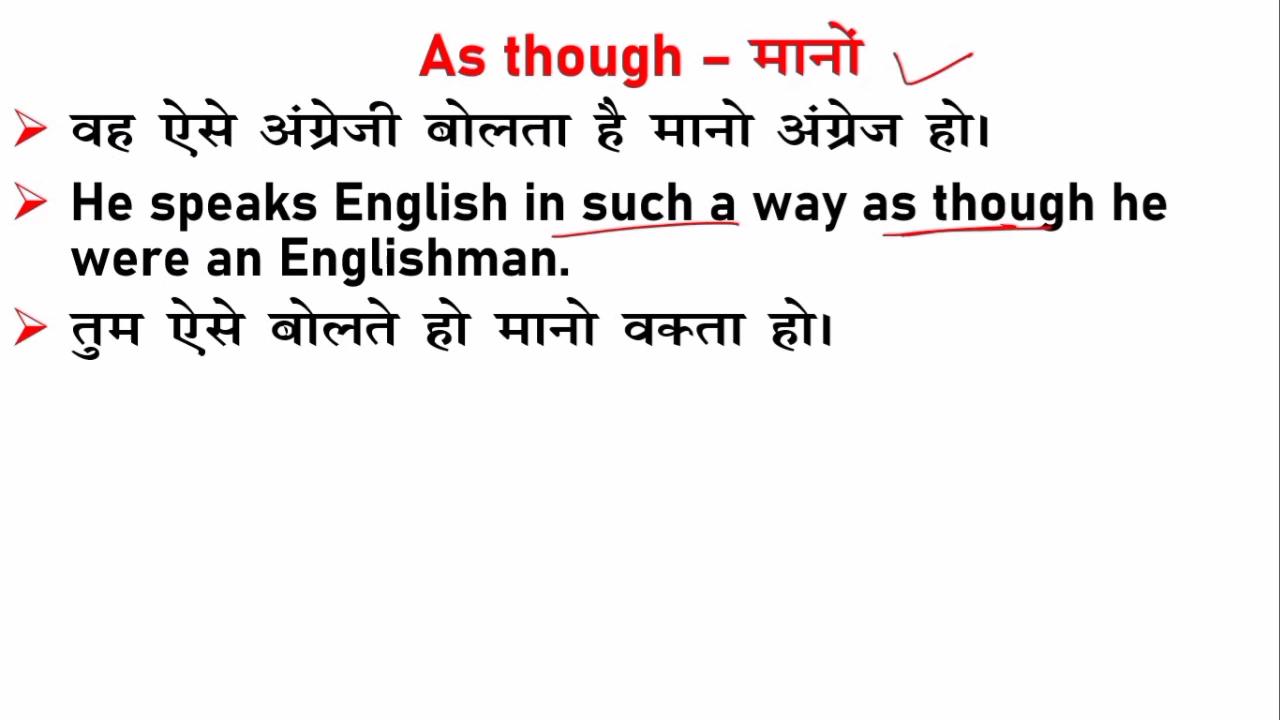 As though – मानों
वह ऐसे अंग्रेजी बोलता है मानो अंग्रेज हो।
He speaks English in such a way as though he
were an Englishman.
तुम ऐसे बोलते हो मानो वक्ता हो।